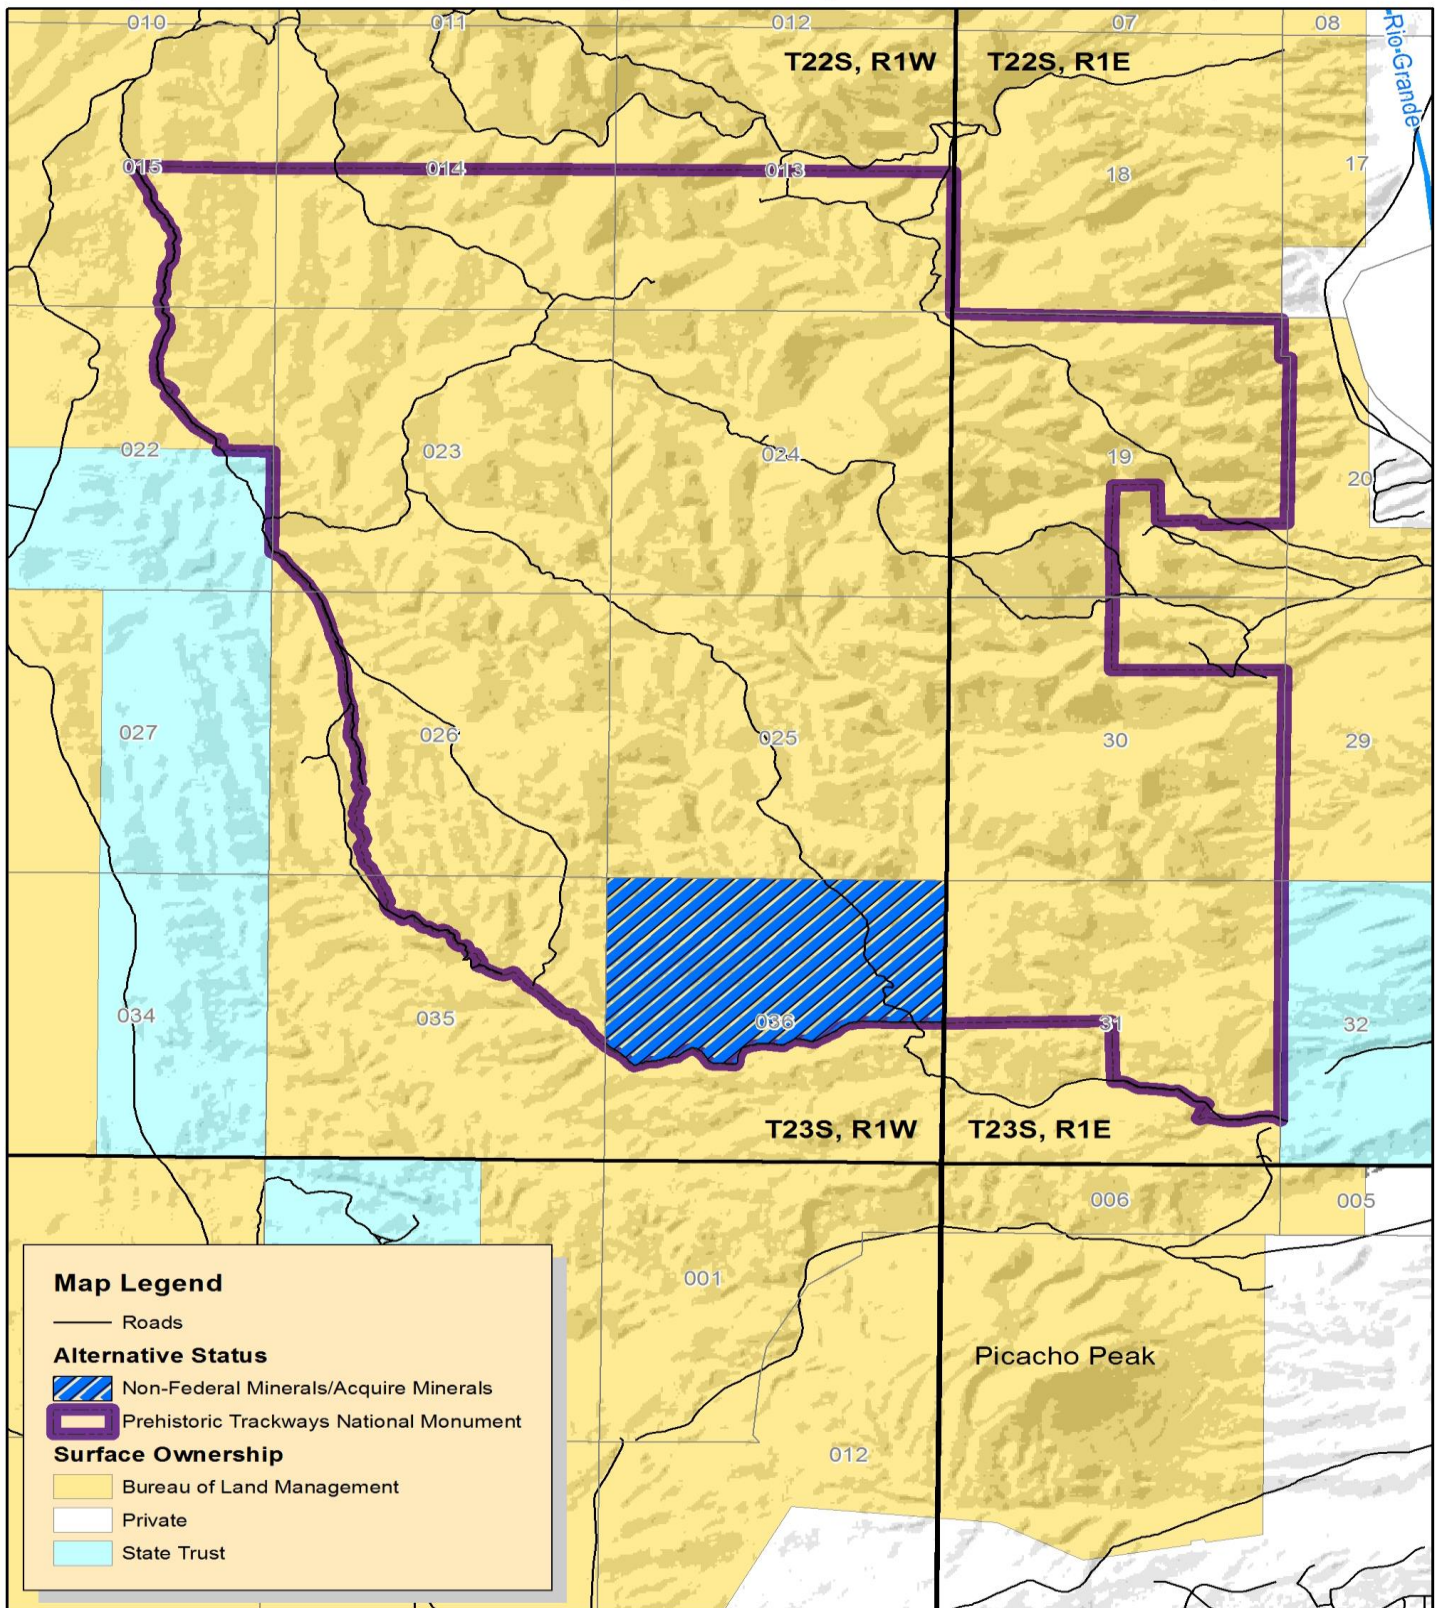 010
011
012
07
08
T22S, R1W
T22S, R1E
Rio Grande
015
014
013
18
17
022
023
024
19
20
027
026
025
30
29
034
035
036
31
32
T23S, R1W
T23S, R1E
006
005
001
Picacho Peak
012
Map Legend
Roads
Alternative Status
Non-Federal Minerals/Acquire Minerals
Prehistoric Trackways National Monument
Surface Ownership
Bureau of Land Management
Private
State Trust